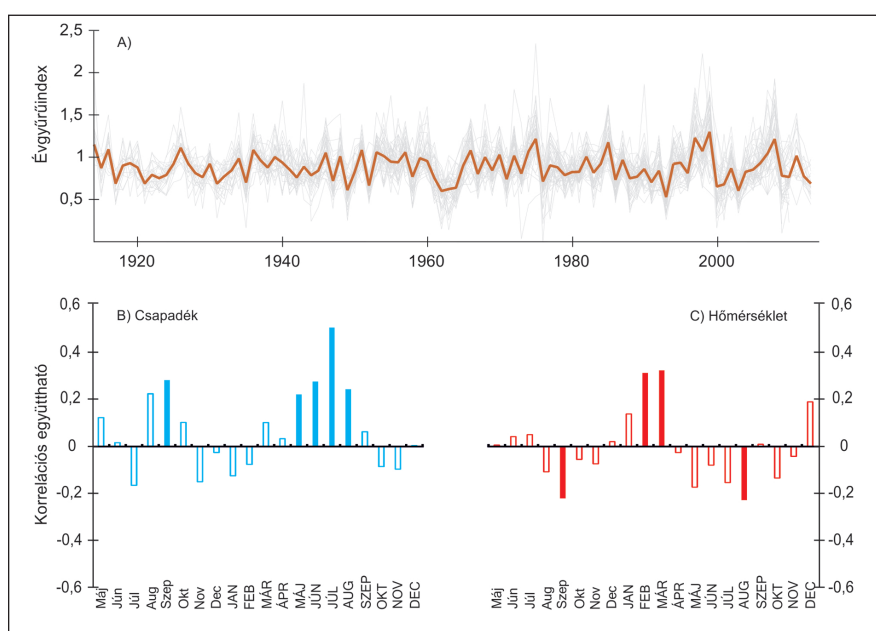 A)
Évgyűrűindex
2,5
2
1,5
1
0,5
1920 1940 1960 1980 2000
B) Csapadék
Korrelációs együttható
0,6
0,4
0,2
0
-0,2
-0,4
-0,6
Máj Jún Júl Aug Szep Okt Nov Dec JAN FEB MÁR ÁPR MÁJ JÚN JÚL AUG SZEP OKT NOV DEC
C) Hőmérséklet
0,6
0,4
0,2
0
-0,2
-0,4
-0,6
Máj Jún Júl Aug Szep Okt Nov Dec JAN FEB MÁR ÁPR MÁJ JÚN JÚL AUG SZEP OKT NOV DEC